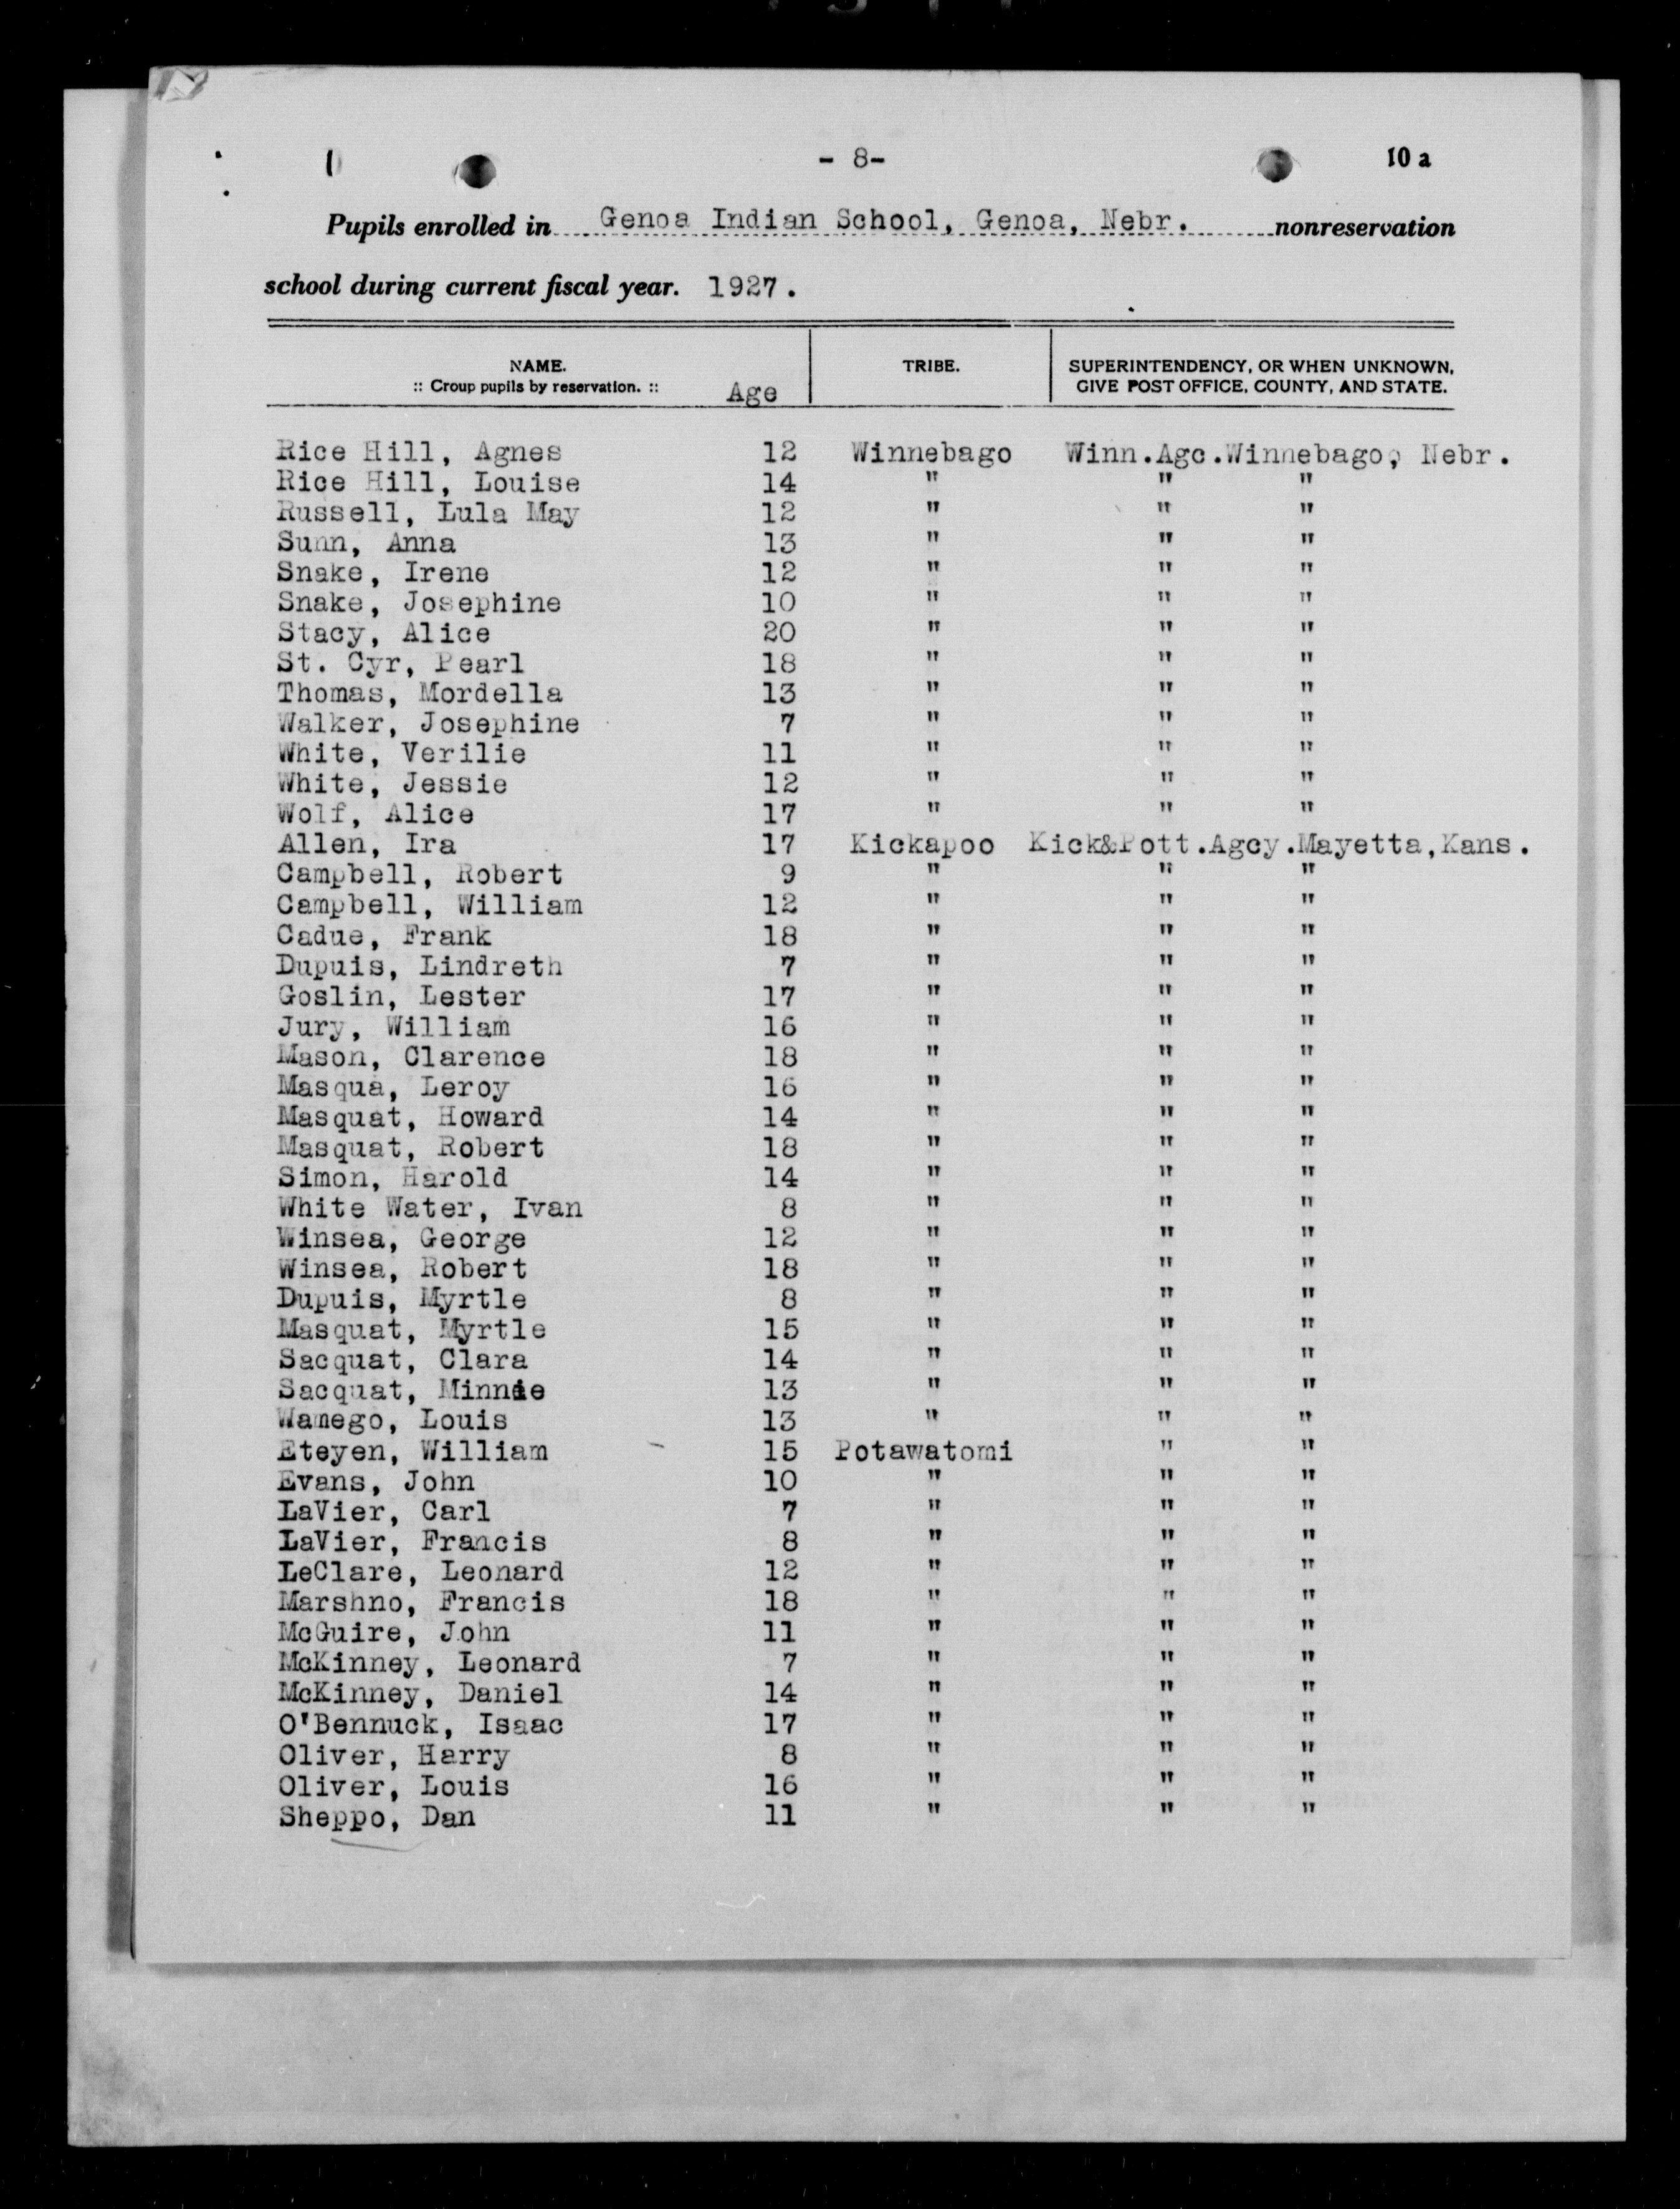 - 8-
10 a
Pupils enrolled in Genoa Indian School, Genoa, Nebr. nonreservation
school during current fiscal year. 1927.
NAME. TRIBE. SUPERINTENDENCY, OR WHEN UNKNOWN,
:: Croup pupils by reservation. :: Age GIVE POST OFFICE, COUNTY, AND STATE.
Rice Hill, Agnes 12 Winnebago Winn.Agc.Winnebago, Nebr.
Rice Hill, Louise 14 " " "
Russell, Lula May 12 " " "
Sunn, Anna 13 " " "
Snake, Irene 12 " " "
Snake, Josephine 10 " " "
Stacy, Alice 20 " " "
St. Cyr, Pearl 18 " " "
Thomas, Mordella 13 " " "
Walker, Josephine 7 " " "
White, Verilie 11 " " "
White, Jessie 12 " " "
Wolf, Alice 17 " " "
Allen, Ira 17 Kickapoo Kick&Pott.Agcy.Mayetta,Kans.
Campbell, Robert 9 " " "
Campbell, William 12 " " "
Cadue, Frank 18 " " "
Dupuis, Lindreth 7 " " "
Goslin, Lester 17 " " "
Jury, William 16 " " "
Mason, Clarence 18 " " "
Masqua, Leroy 16 " " "
Masquat, Howard 14 " " "
Masquat, Robert 18 " " "
Simon, Harold 14 " " "
White Water, Ivan 8 " " "
Winsea, George 12 " " "
Winsea, Robert 18 " " "
Dupuis, Myrtle 8 " " "
Masquat, Myrtle 15 " " "
Sacquat, Clara 14 " " "
Sacquat, Minnie 13 " " "
Wamego, Louis 13 " " "
Eteyen, William 15 Potawatomi " "
Evans, John 10 " " "
LaVier, Carl 7 " " "
LaVier, Francis 8 " " "
LeClare, Leonard 12 " " "
Marshno, Francis 18 " " "
McGuire, John 11 " " "
McKinney, Leonard 7 " " "
McKinney, Daniel 14 " " "
O'Bennuck, Isaac 17 " " "
Oliver, Harry 8 " " "
Oliver, Louis 16 " " "
Sheppo, Dan 11 " " "